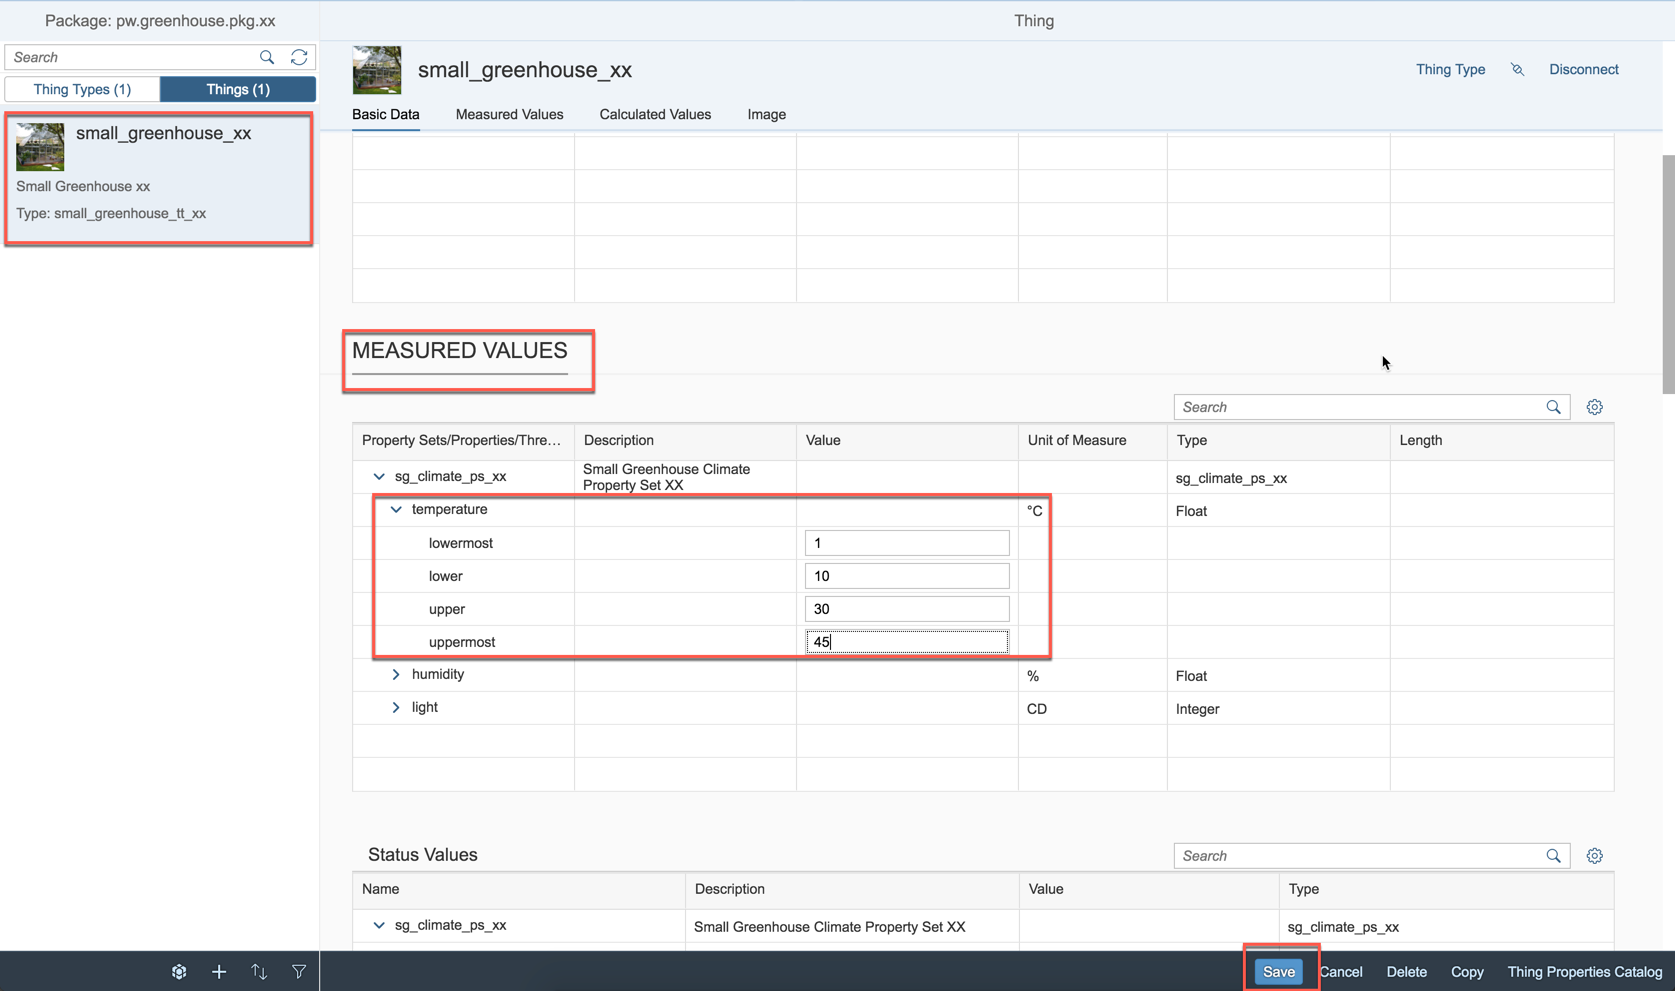 Package: pw.greenhouse.pkg.xx
Thing
Search
Thing Types (1)
Things (1)
small_greenhouse_xx
Small Greenhouse xx
Type: small_greenhouse_tt_xx
small_greenhouse_xx
Thing Type
Disconnect
Basic Data
Measured Values
Calculated Values
Image
MEASURED VALUES
Search
Property Sets/Properties/Thre... Description Value Unit of Measure Type Length
sg_climate_ps_xx Small Greenhouse Climate
Property Set XX sg_climate_ps_xx
temperature °C Float
lowermost 1
lower 10
upper 30
uppermost 45
humidity % Float
light CD Integer
Status Values
Search
Name Description Value Type
sg_climate_ps_xx Small Greenhouse Climate Property Set XX sg_climate_ps_xx
Save Cancel Delete Copy Thing Properties Catalog